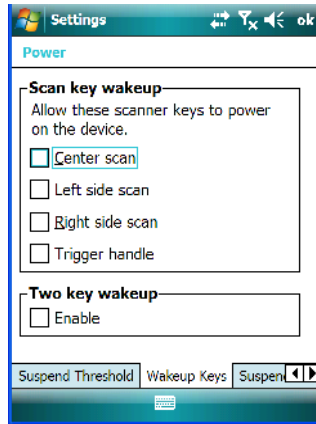 Settings ok
Power
Scan key wakeup
Allow these scanner keys to power
on the device.
Center scan
Left side scan
Right side scan
Trigger handle
Two key wakeup
Enable
Suspend Threshold Wakeup Keys Suspen